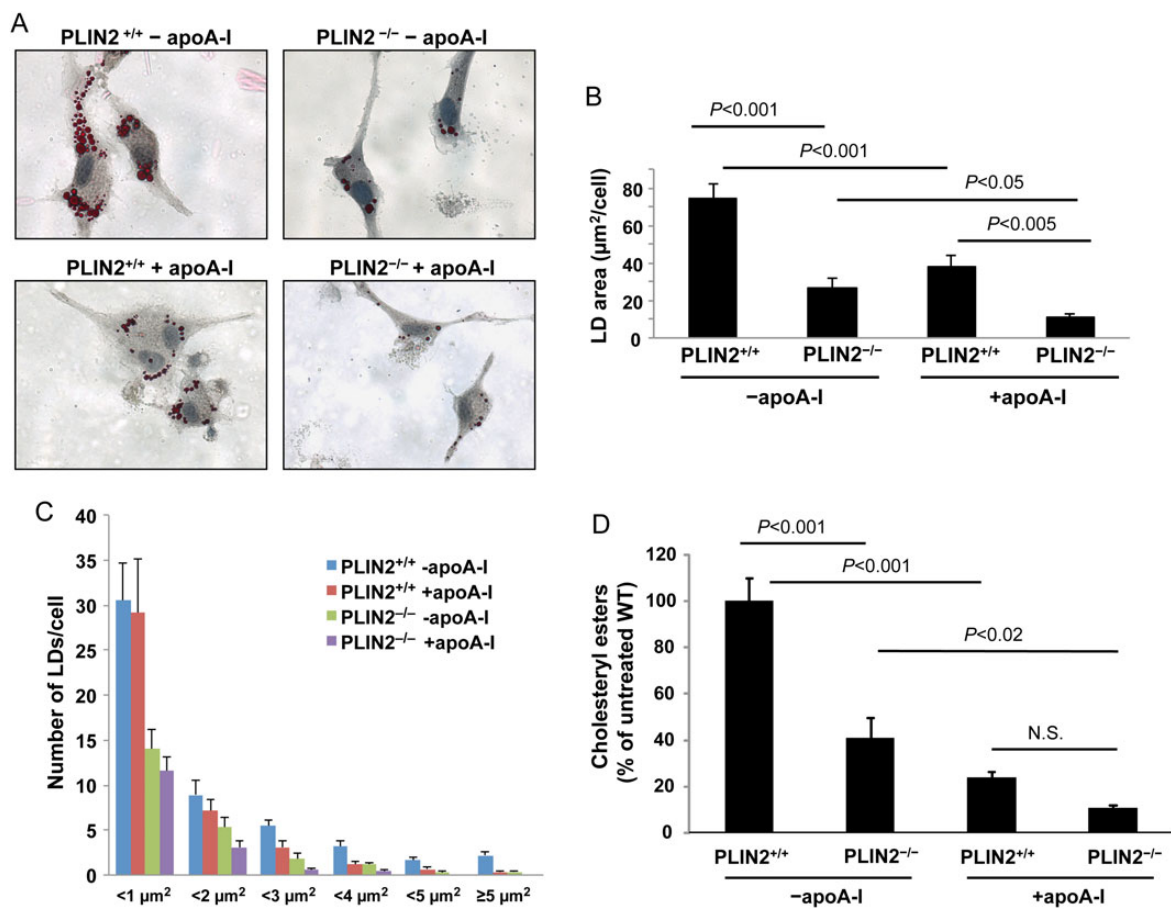 A
PLIN2+/+ – apoA-I
PLIN2−/− – apoA-I
PLIN2+/+ + apoA-I
PLIN2−/− + apoA-I
B
P<0.001
P<0.001
P<0.05
P<0.005
LD area (µm²/cell)
80
60
40
20
0
PLIN2+/+ PLIN2−/− PLIN2+/+ PLIN2−/−
−apoA-I +apoA-I
C
Number of LDs/cell
40
35
30
25
20
15
10
5
0
PLIN2+/+ -apoA-I
PLIN2+/+ +apoA-I
PLIN2−/− -apoA-I
PLIN2−/− +apoA-I
<1 µm² <2 µm² <3 µm² <4 µm² <5 µm² ≥5 µm²
D
P<0.001
P<0.001
P<0.02
N.S.
Cholesteryl esters
(% of untreated WT)
120
100
80
60
40
20
0
PLIN2+/+ PLIN2−/− PLIN2+/+ PLIN2−/−
−apoA-I +apoA-I